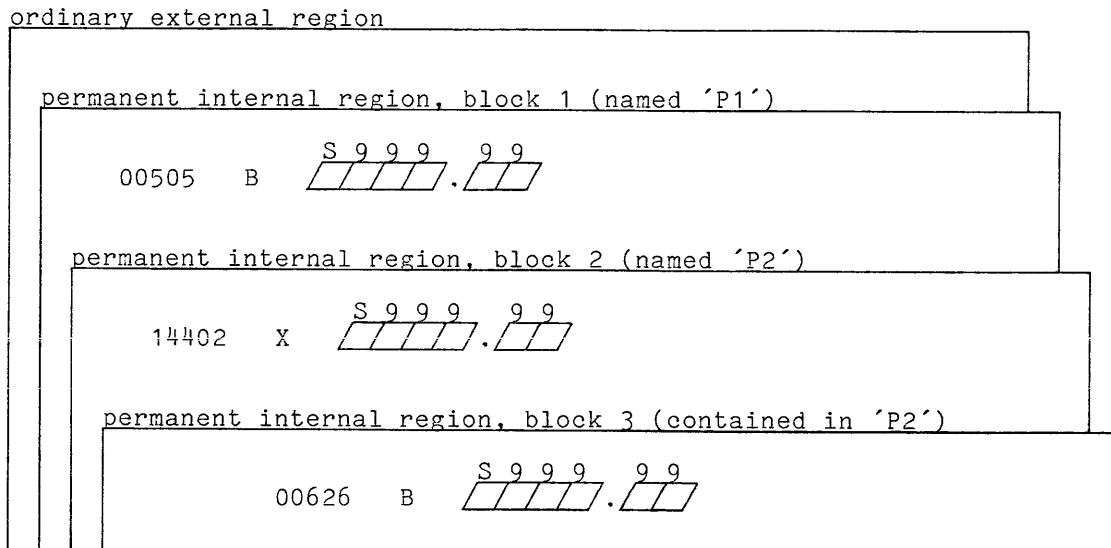 ordinary external region
permanent internal region, block 1 (named ´P1´)
S 9 9 9 9 9
00505 B .
permanent internal region, block 2 (named ´P2´)
S 9 9 9 9 9
14402 X .
permanent internal region, block 3 (contained in ´P2´)
S 9 9 9 9 9
00626 B .